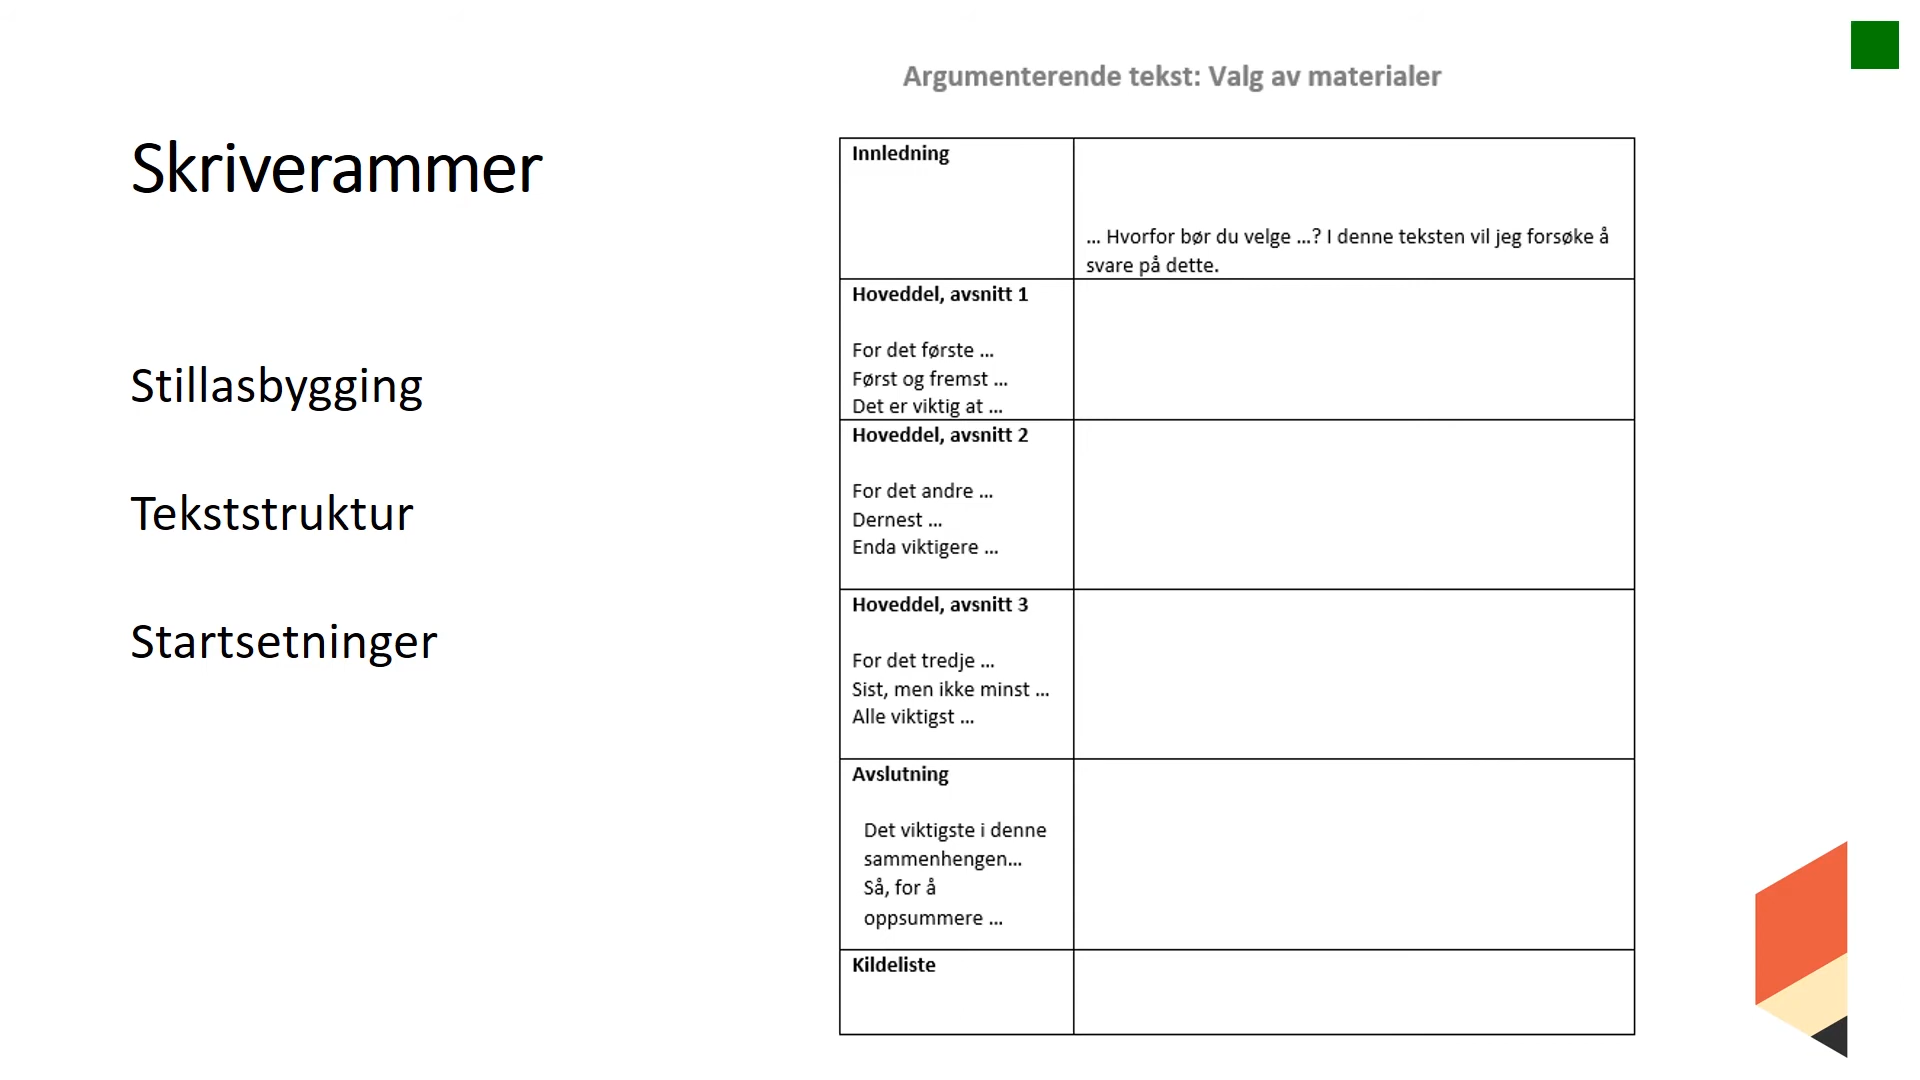 Skriverammer
Stillasbygging
Tekststruktur
Startsetninger
Argumenterende tekst: Valg av materialer
Innledning
... Hvorfor bør du velge ...? I denne teksten vil jeg forsøke å
svare på dette.
Hoveddel, avsnitt 1
For det første ...
Først og fremst ...
Det er viktig at ...
Hoveddel, avsnitt 2
For det andre ...
Dernest ...
Enda viktigere ...
Hoveddel, avsnitt 3
For det tredje ...
Sist, men ikke minst ...
Alle viktigst ...
Avslutning
Det viktigste i denne
sammenhengen...
Så, for å
oppsummere ...
Kildeliste